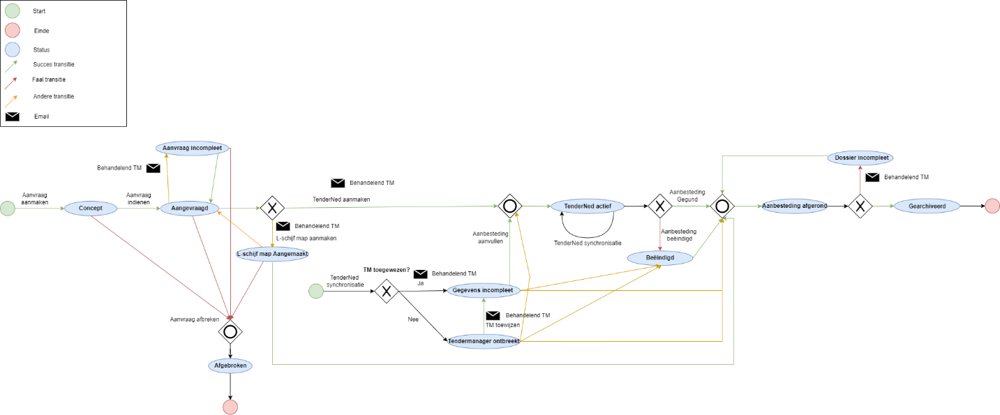 Start
Einde
Status
Succes transitie
Faal transitie
Andere transitie
Email
Aanvraag incompleet
Behandelend TM
Aanvraag
aanmaken
Concept
Aanvraag
indienen
Aangevraagd
Behandelend TM
TenderNed aanmaken
Behandelend TM
L-schijf map aanmaken
L-schijf map Aangemaakt
Aanvraag afbreken
Afgebroken
TenderNed
synchronisatie
TM toegewezen?
Behandelend TM
Ja
Nee
Gegevens incompleet
Behandelend TM
TM toewijzen
Tendermanager ontbreekt
Aanbesteding
aanvullen
TenderNed actief
TenderNed synchronisatie
Aanbesteding
Gegund
Aanbesteding
beëindigd
Beëindigd
Aanbesteding afgerond
Dossier incompleet
Behandelend TM
Gearchiveerd